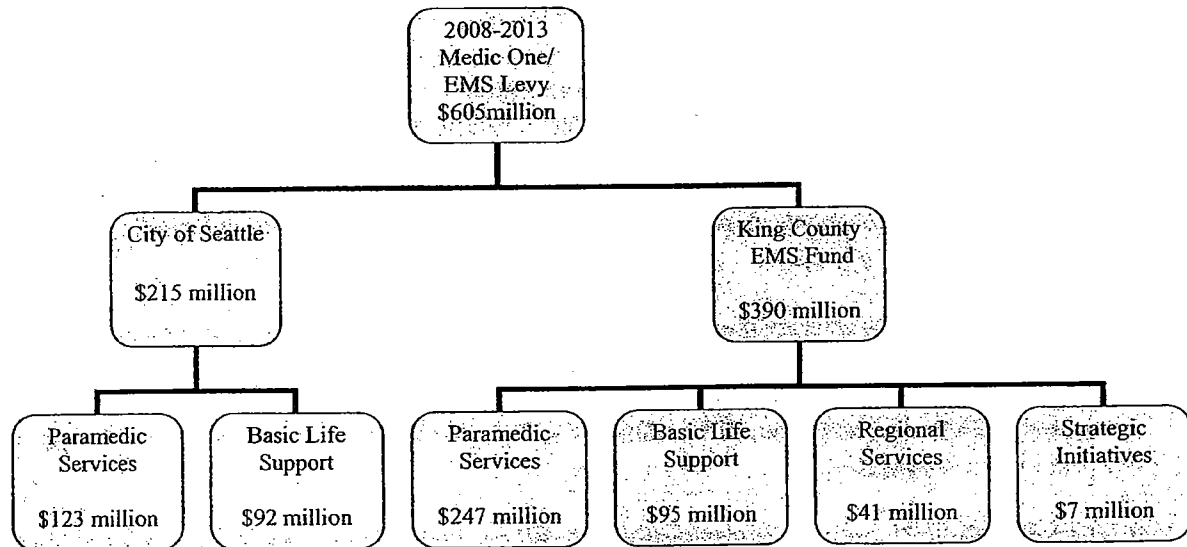 2008-2013
Medic One/
EMS Levy
$605million
City of Seattle
$215 million
King County
EMS Fund
$390 million
Paramedic
Services
$123 million
Basic Life
Support
$92 million
Paramedic
Services
$247 million
Basic Life
Support
$95 million
Regional
Services
$41 million
Strategic
Initiatives
$7 million